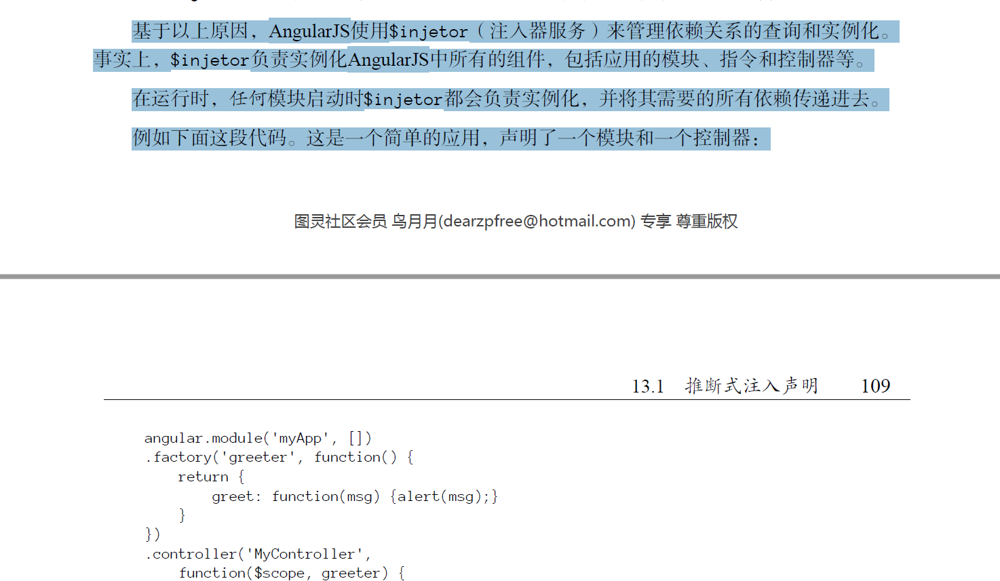 基于以上原因，AngularJS使用$injetor（注入器服务）来管理依赖关系的查询和实例化。
事实上，$injetor负责实例化AngularJS中所有的组件，包括应用的模块、指令和控制器等。
在运行时，任何模块启动时$injetor都会负责实例化，并将其需要的所有依赖传递进去。
例如下面这段代码。这是一个简单的应用，声明了一个模块和一个控制器：
图灵社区会员 鸟月月(dearzpfree@hotmail.com) 专享 尊重版权
13.1 推断式注入声明 109
angular.module('myApp', [])
.factory('greeter', function() {
return {
greet: function(msg) {alert(msg);}
}
})
.controller('MyController',
function($scope, greeter) {